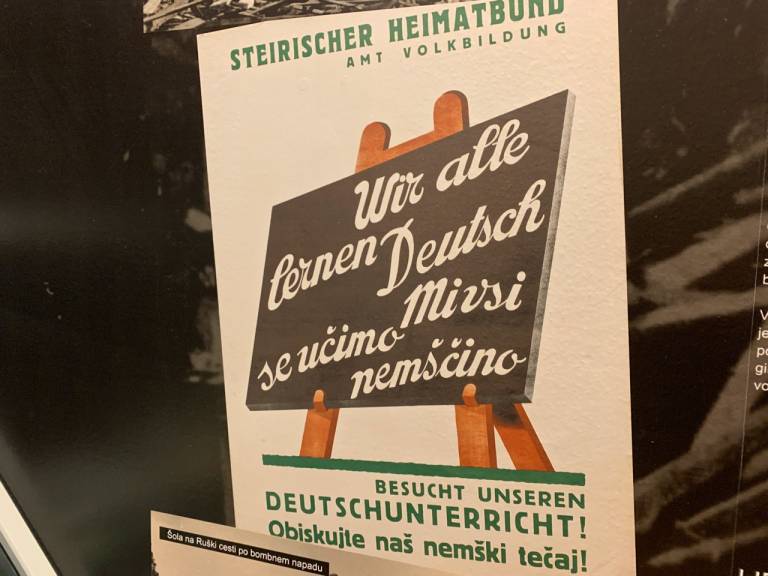 STEIRISCHER HEIMATBUND
AMT VOLKBILDUNG
Wir alle
lernen Deutsch
Mi vsi
se učimo
nemščino
BESUCHT UNSEREN
DEUTSCHUNTERRICHT!
Obiskujte naš nemški tečaj!
Šola na Ruški cesti po bombnem napadu